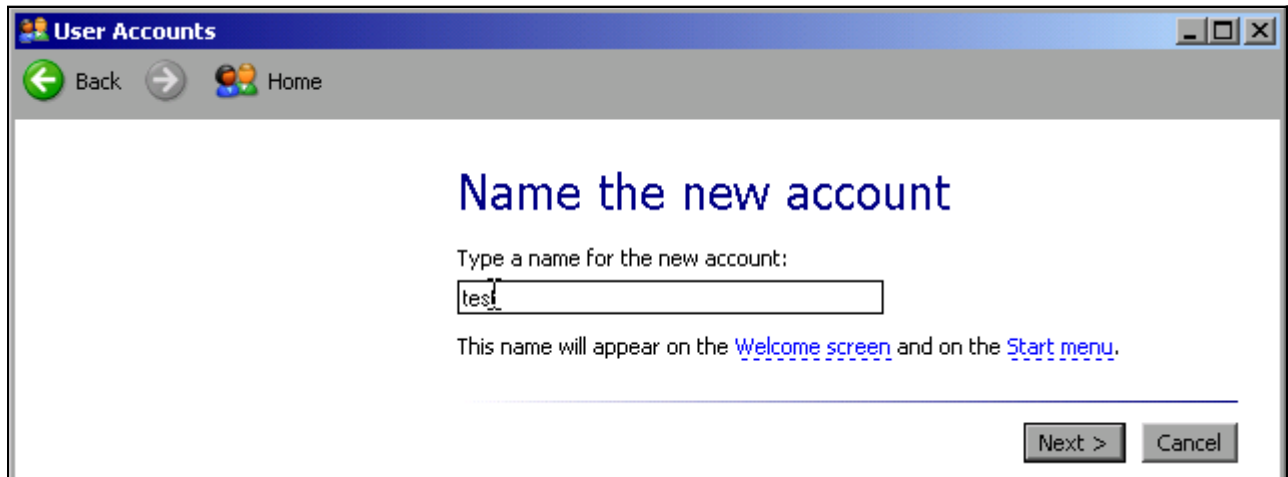 User Accounts
Back Home
Name the new account
Type a name for the new account:
test
This name will appear on the Welcome screen and on the Start menu.
Next > Cancel